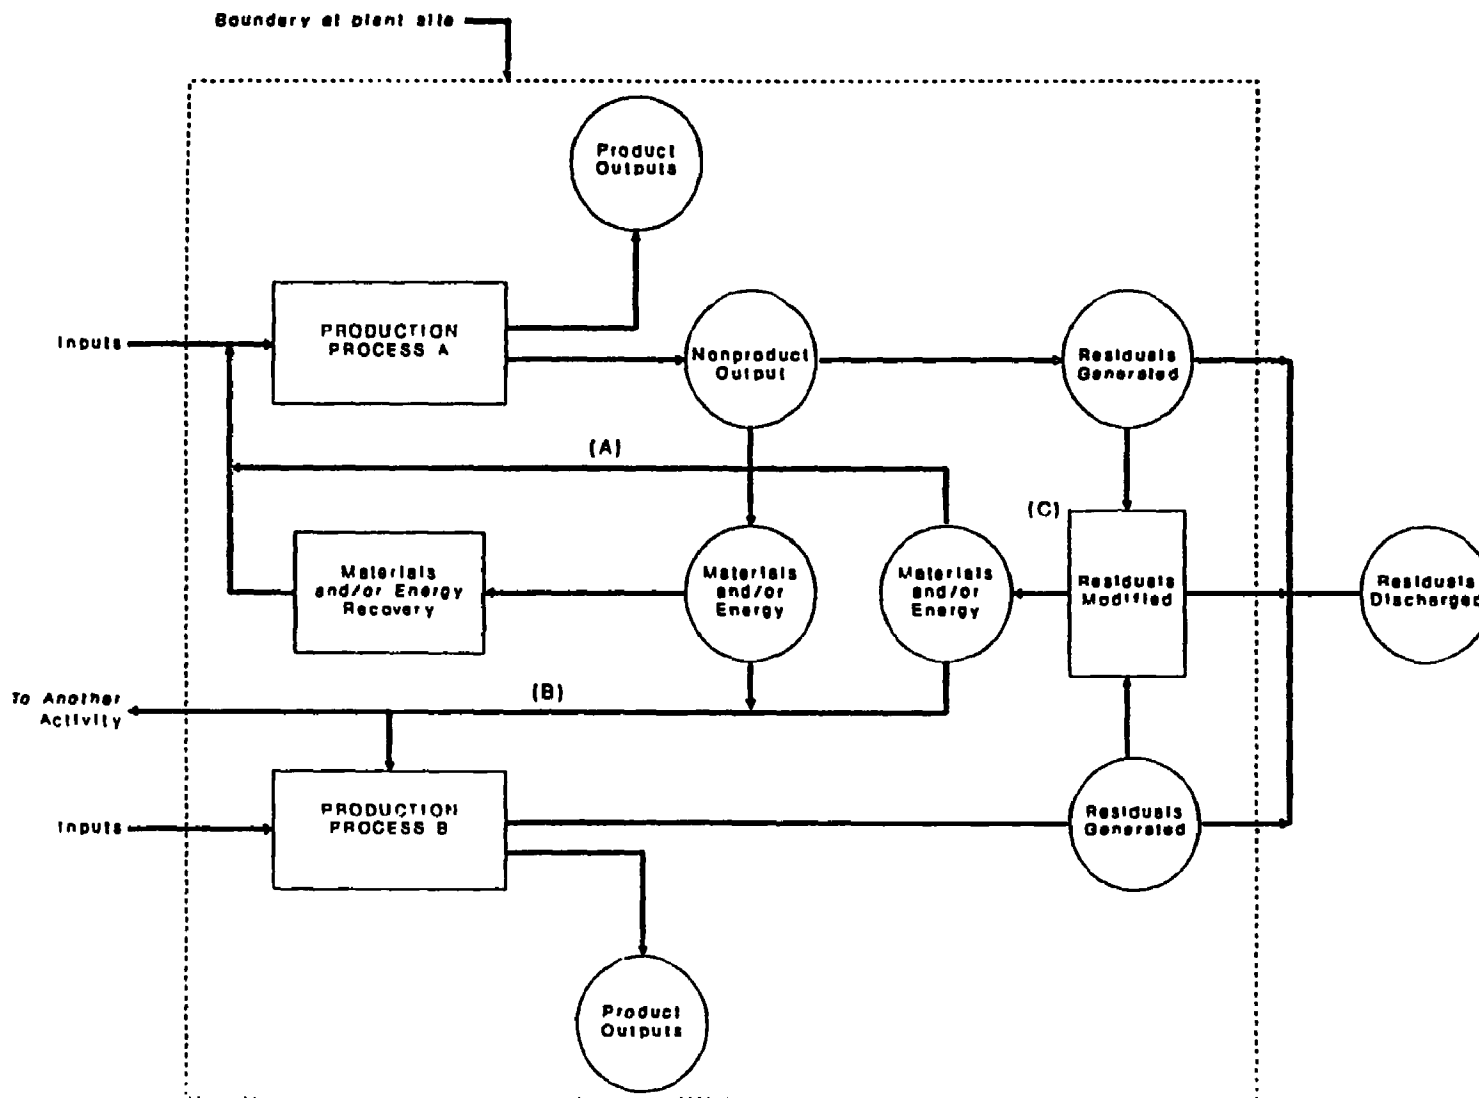 Boundary at plant site
Product
Outputs
Inputs
PRODUCTION
PROCESS A
Nonproduct
Output
Residuals
Generated
(A)
(C)
Materials
and/or Energy
Recovery
Materials
and/or
Energy
Materials
and/or
Energy
Residuals
Modified
Residuals
Discharged
To Another
Activity
(B)
Inputs
PRODUCTION
PROCESS B
Residuals
Generated
Product
Outputs